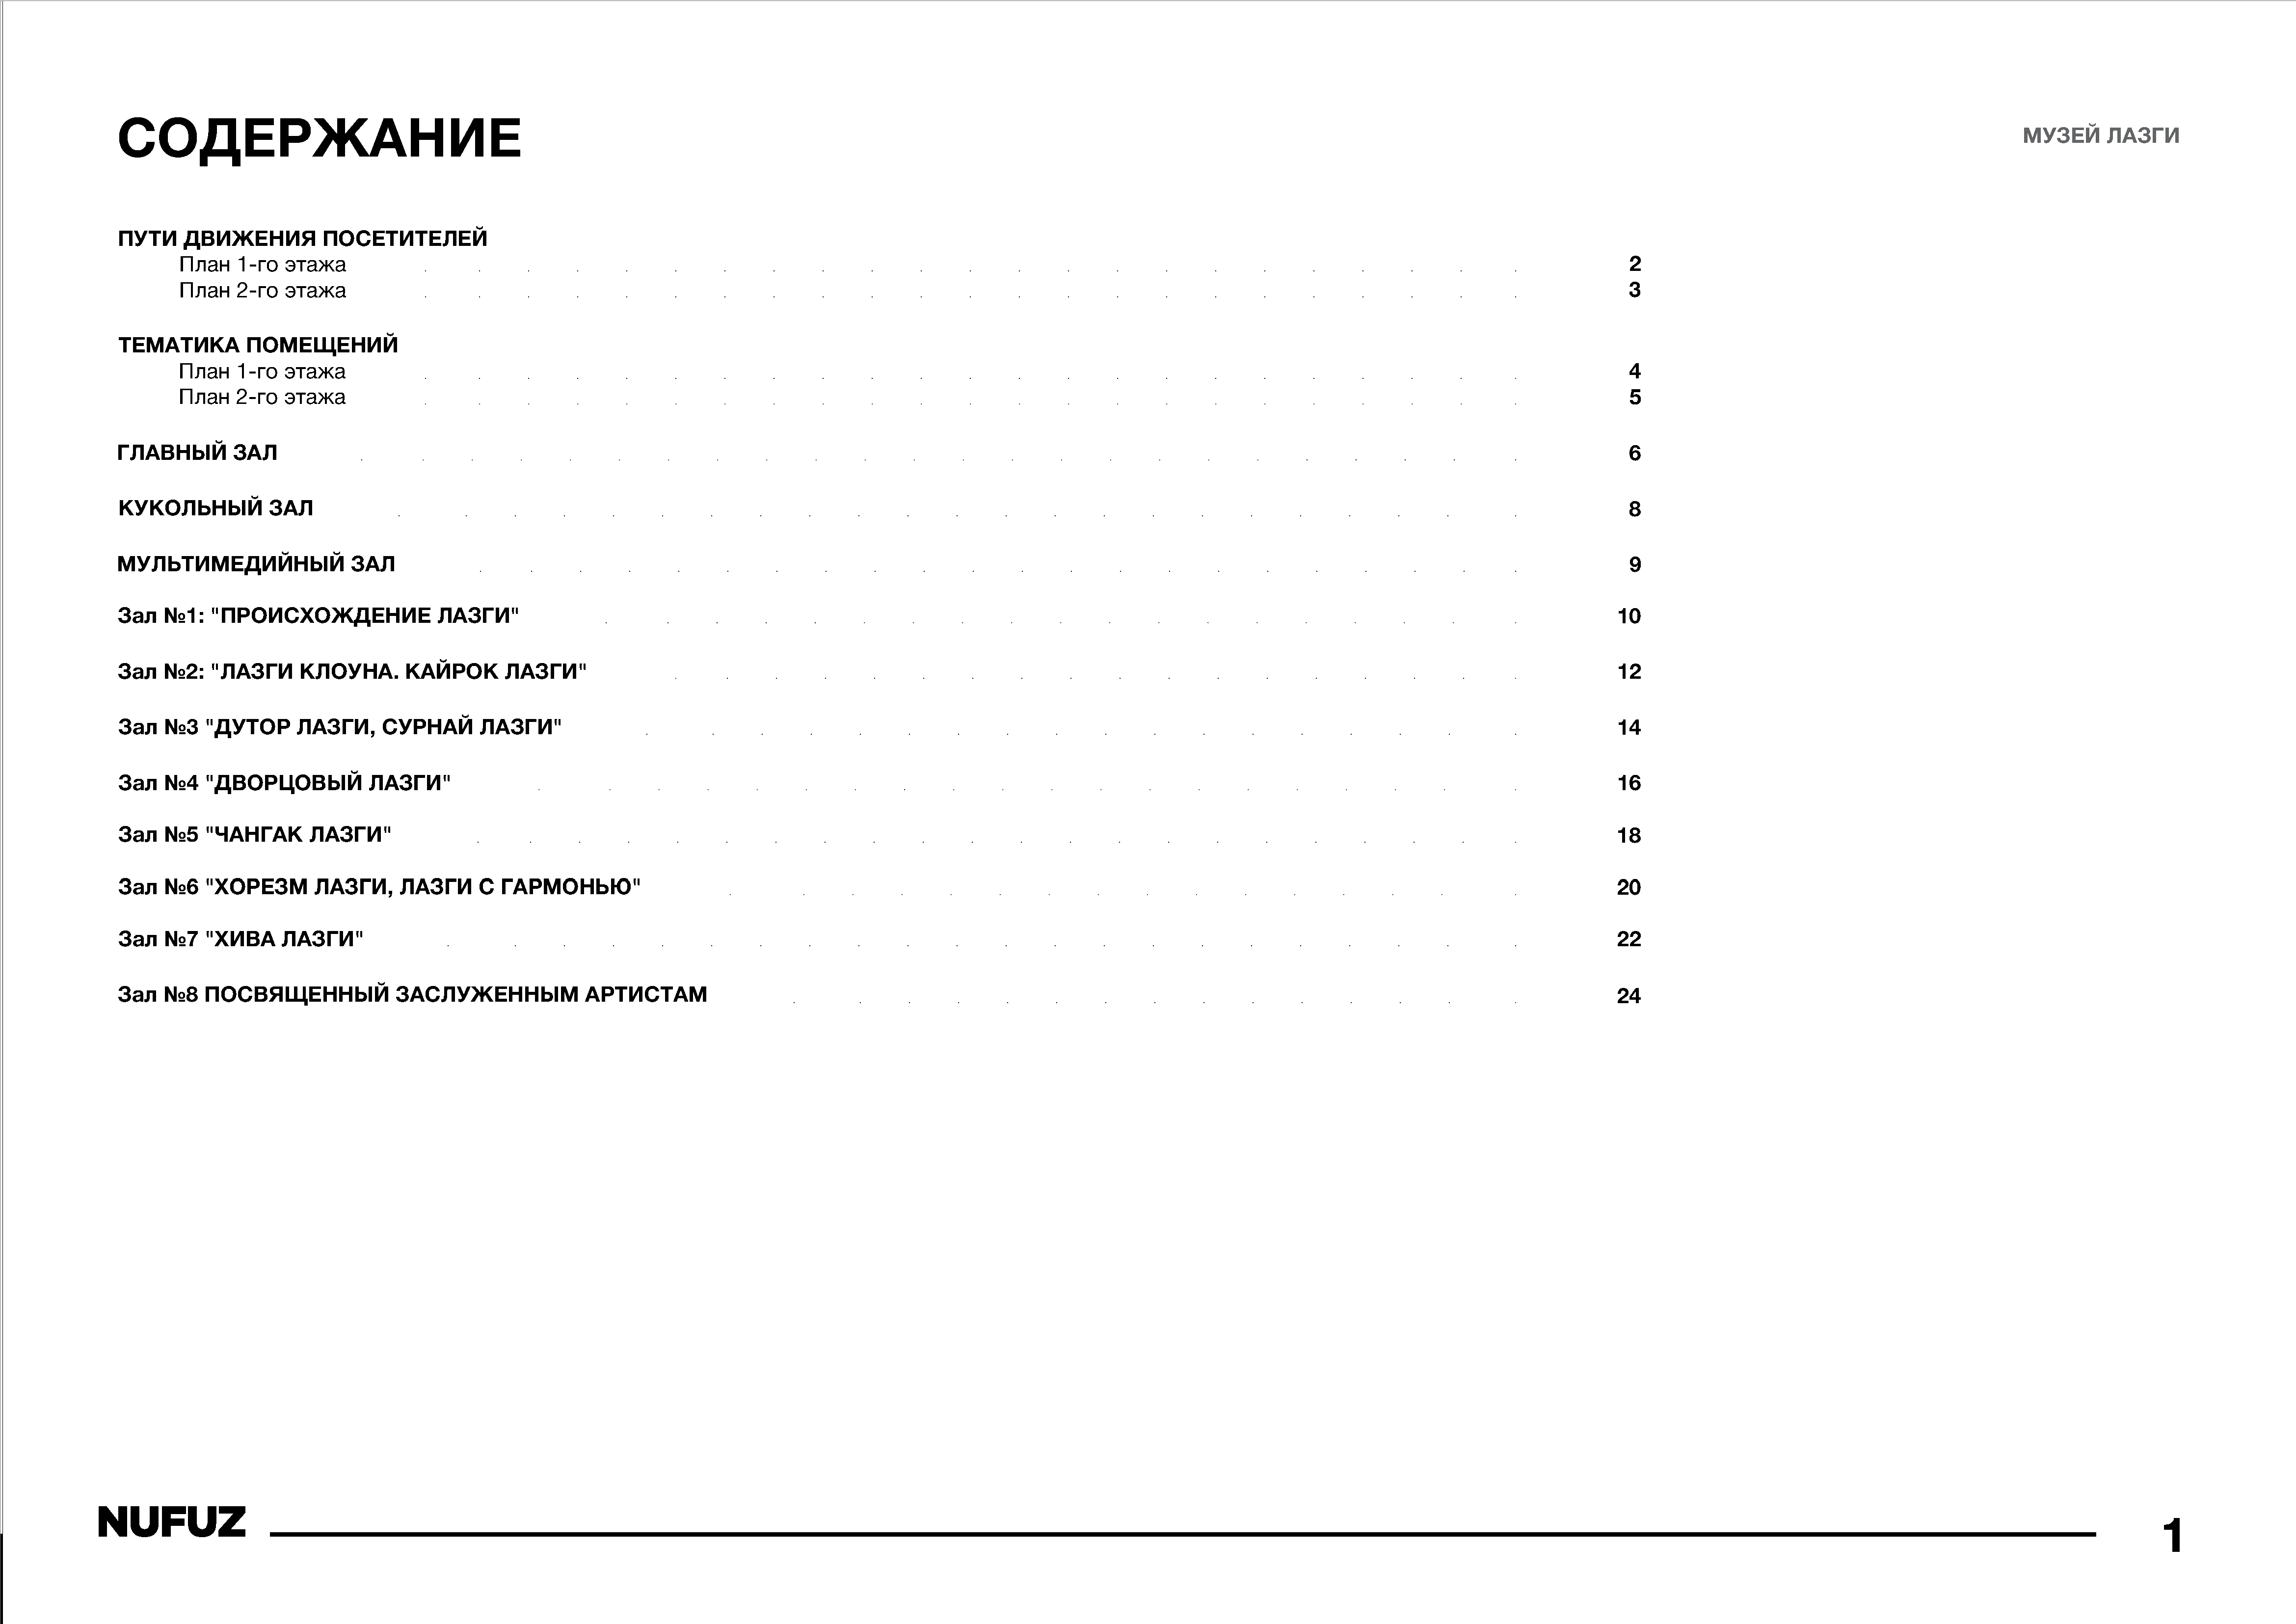 СОДЕРЖАНИЕ
МУЗЕЙ ЛАЗГИ
ПУТИ ДВИЖЕНИЯ ПОСЕТИТЕЛЕЙ
План 1-го этажа . . . . . . . . . . . . . . . . . . . . . . . 2
План 2-го этажа . . . . . . . . . . . . . . . . . . . . . . . 3
ТЕМАТИКА ПОМЕЩЕНИЙ
План 1-го этажа . . . . . . . . . . . . . . . . . . . . . . . 4
План 2-го этажа . . . . . . . . . . . . . . . . . . . . . . . 5
ГЛАВНЫЙ ЗАЛ . . . . . . . . . . . . . . . . . . . . . . . . 6
КУКОЛЬНЫЙ ЗАЛ . . . . . . . . . . . . . . . . . . . . . . . 8
МУЛЬТИМЕДИЙНЫЙ ЗАЛ . . . . . . . . . . . . . . . . . . . . . . 9
Зал №1: "ПРОИСХОЖДЕНИЕ ЛАЗГИ" . . . . . . . . . . . . . . . . . . . 10
Зал №2: "ЛАЗГИ КЛОУНА. КАЙРОК ЛАЗГИ" . . . . . . . . . . . . . . . . . . 12
Зал №3 "ДУТОР ЛАЗГИ, СУРНАЙ ЛАЗГИ" . . . . . . . . . . . . . . . . . . 14
Зал №4 "ДВОРЦОВЫЙ ЛАЗГИ" . . . . . . . . . . . . . . . . . . . . 16
Зал №5 "ЧАНГАК ЛАЗГИ" . . . . . . . . . . . . . . . . . . . . . . 18
Зал №6 "ХОРЕЗМ ЛАЗГИ, ЛАЗГИ С ГАРМОНЬЮ" . . . . . . . . . . . . . . . . 20
Зал №7 "ХИВА ЛАЗГИ" . . . . . . . . . . . . . . . . . . . . . . 22
Зал №8 ПОСВЯЩЕННЫЙ ЗАСЛУЖЕННЫМ АРТИСТАМ . . . . . . . . . . . . . . . 24
NUFUZ
1